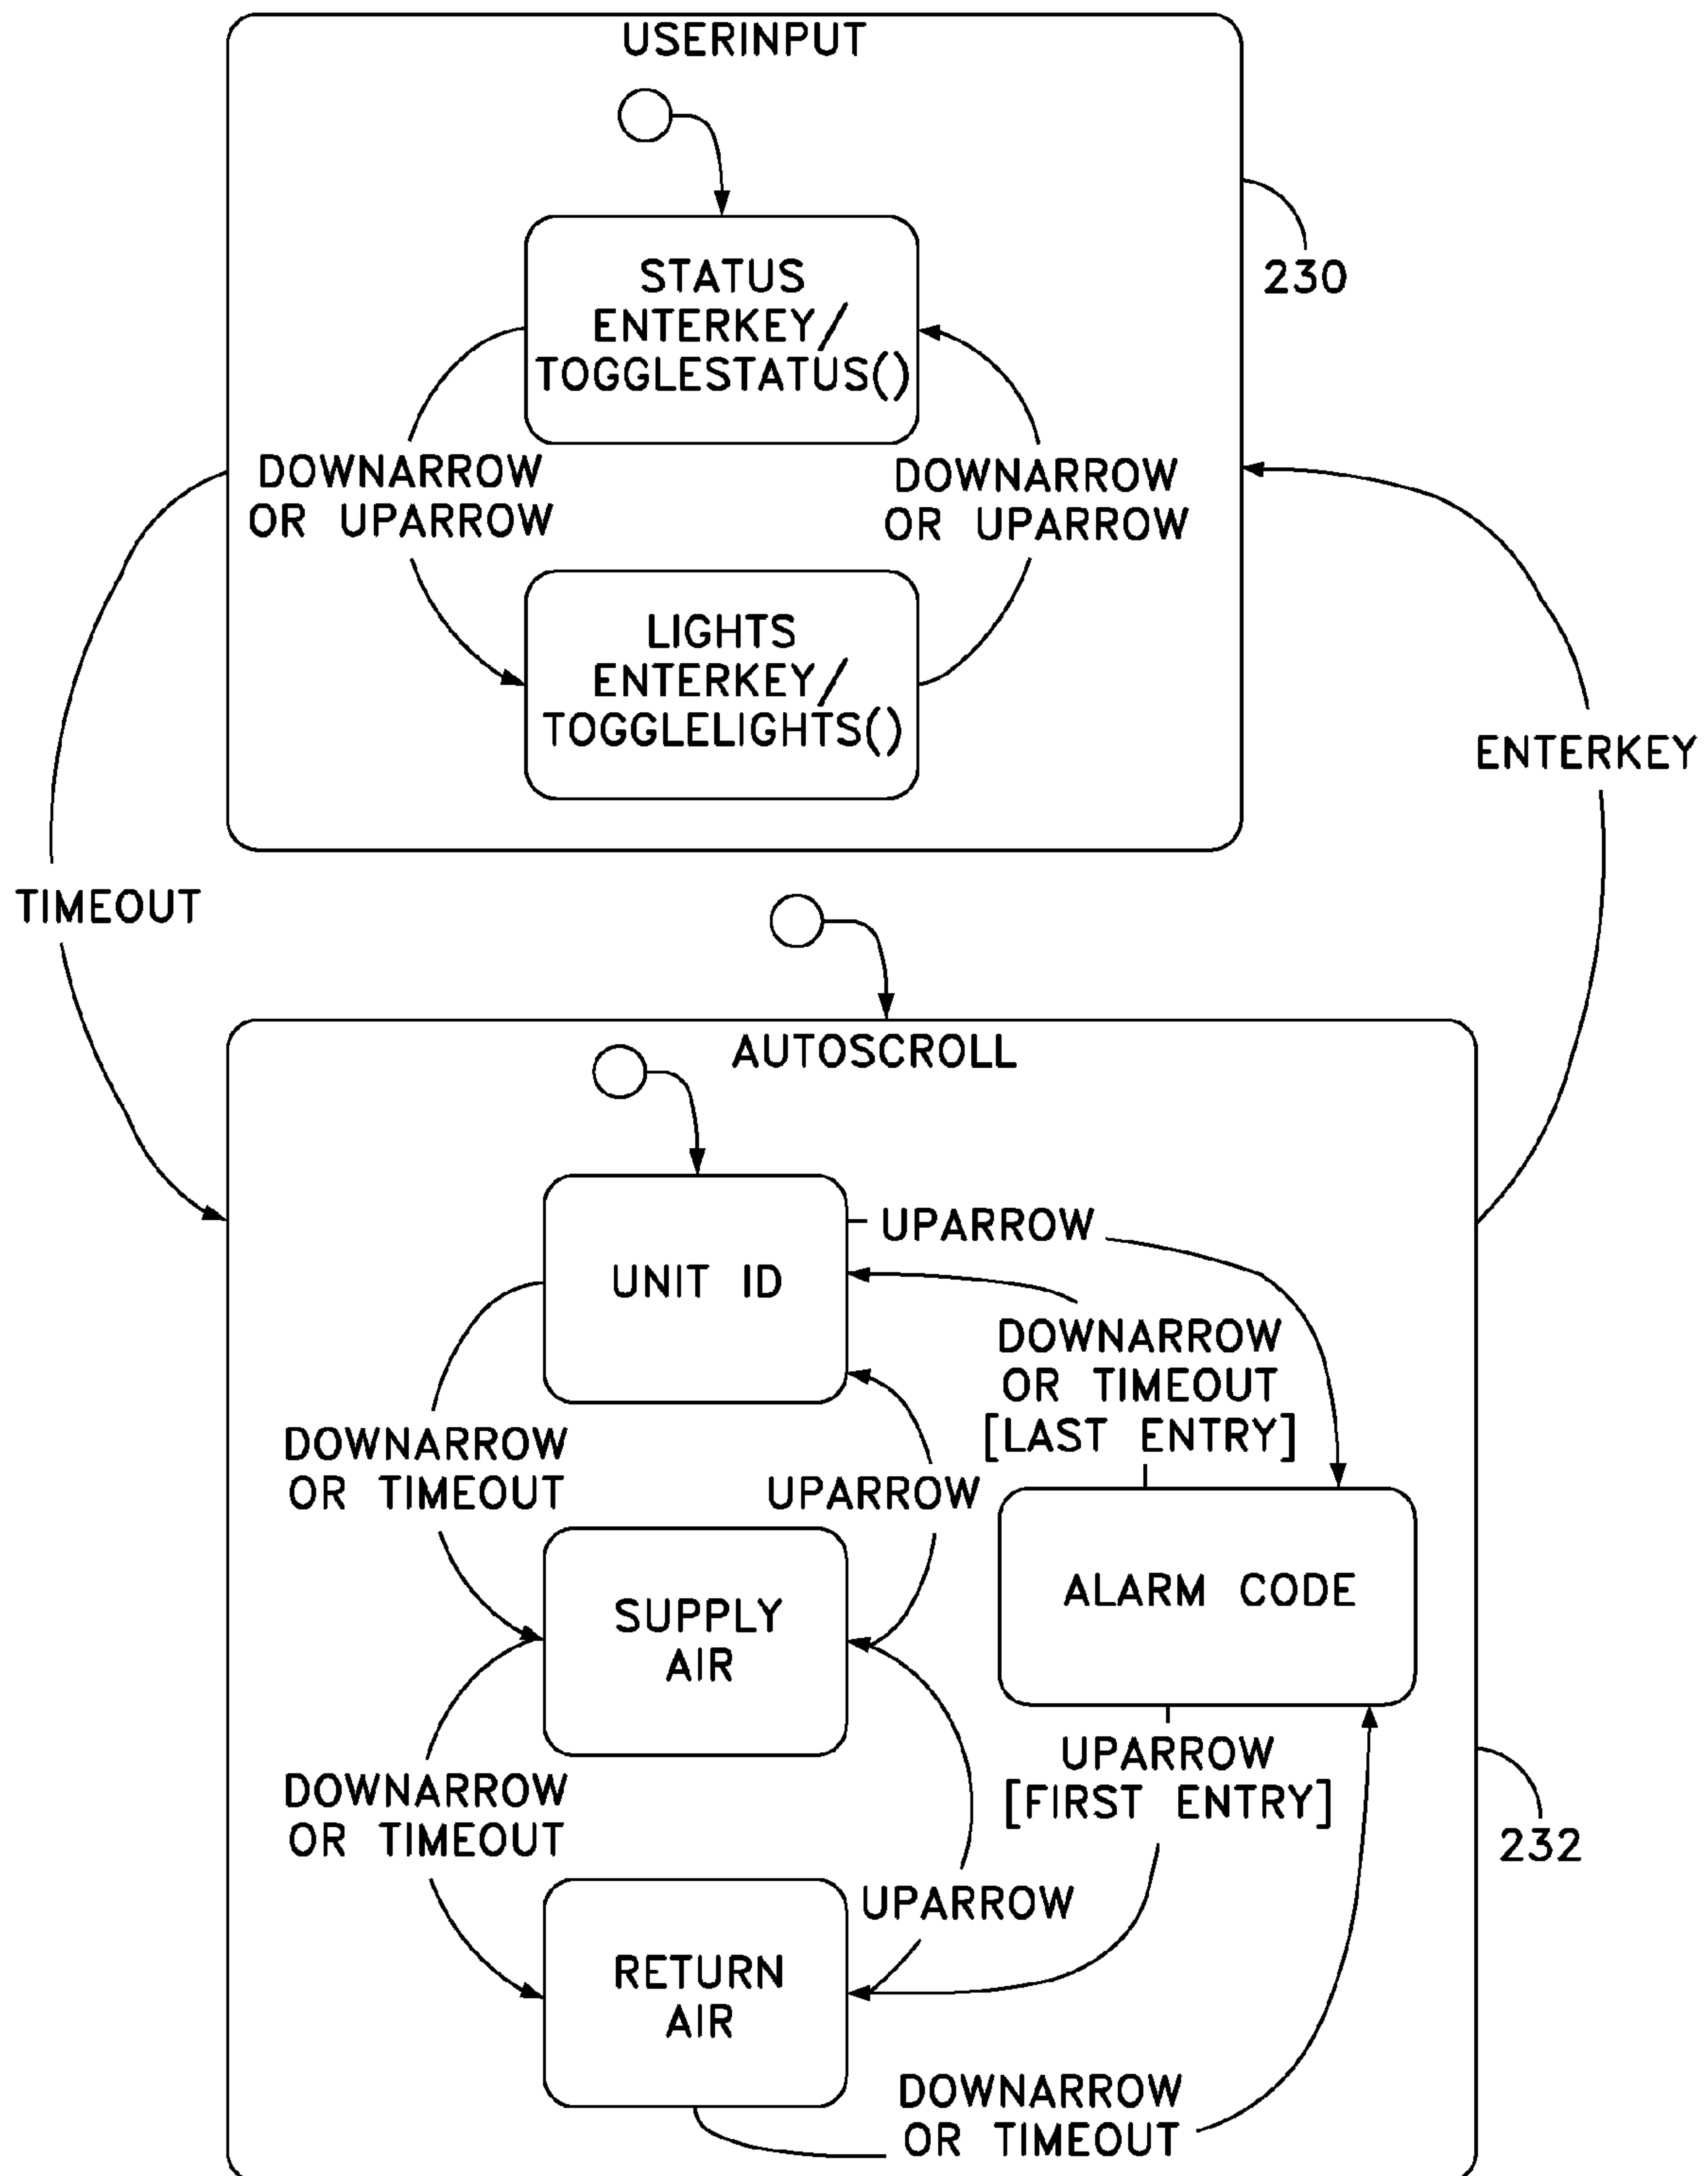 USERINPUT
230
STATUS
ENTERKEY/
TOGGLESTATUS()
DOWNARROW
OR UPARROW
DOWNARROW
OR UPARROW
LIGHTS
ENTERKEY/
TOGGLELIGHTS()
ENTERKEY
TIMEOUT
AUTOSCROLL
UNIT ID
UPARROW
DOWNARROW
OR TIMEOUT
[LAST ENTRY]
DOWNARROW
OR TIMEOUT
UPARROW
SUPPLY
AIR
ALARM CODE
DOWNARROW
OR TIMEOUT
UPARROW
[FIRST ENTRY]
232
UPARROW
RETURN
AIR
DOWNARROW
OR TIMEOUT